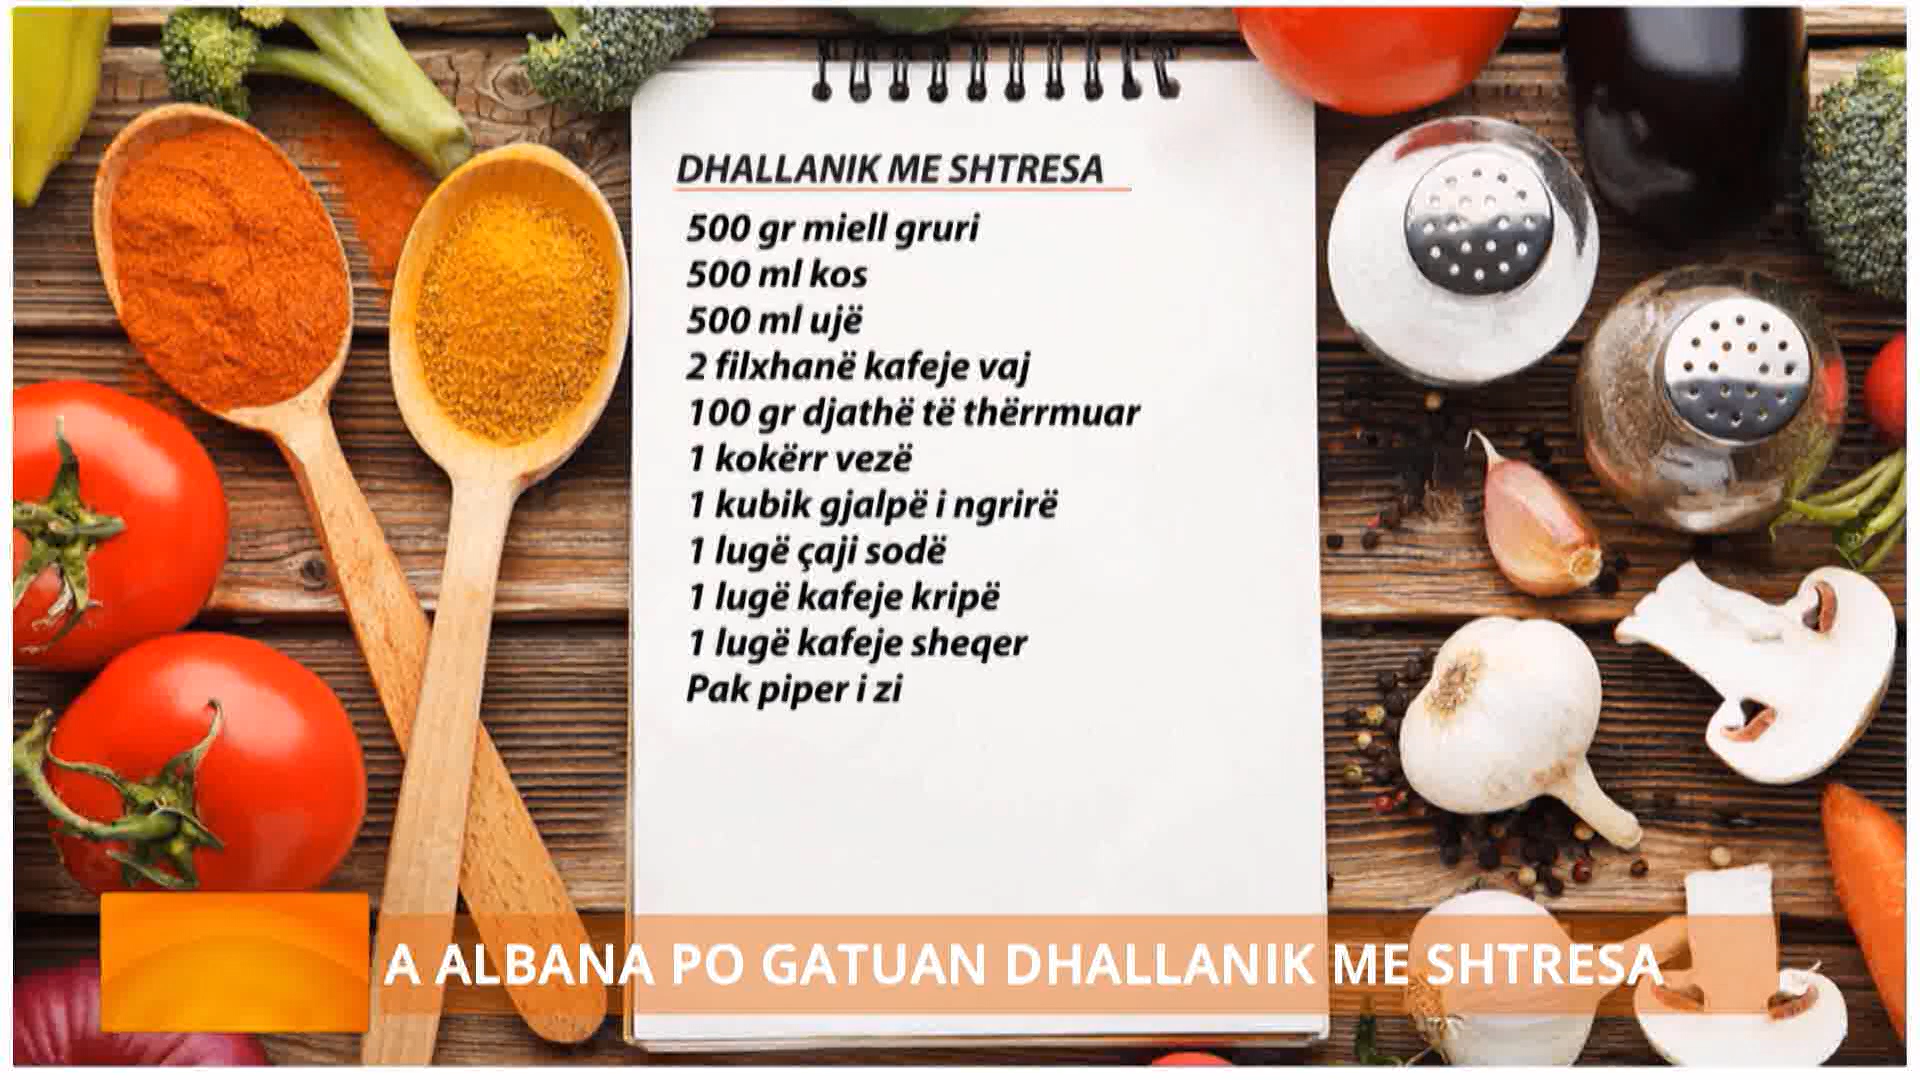 DHALLANIK ME SHTRESA
500 gr miell gruri
500 ml kos
500 ml ujë
2 filxhanë kafeje vaj
100 gr djathë të thërrmuar
1 kokërr vezë
1 kubik gjalpë i ngrirë
1 lugë çaji sodë
1 lugë kafeje kripë
1 lugë kafeje sheqer
Pak piper i zi
A ALBANA PO GATUAN DHALLANIK ME SHTRESA